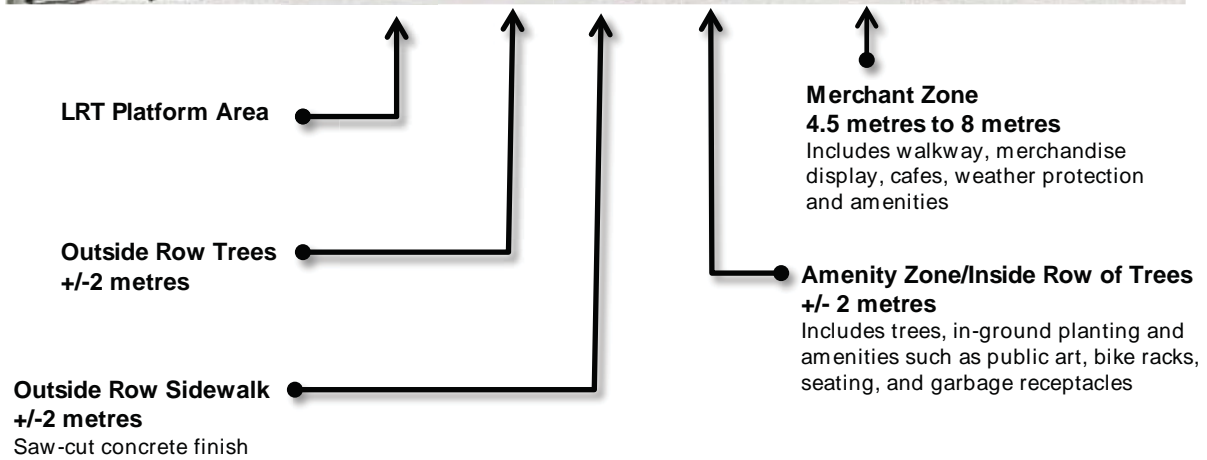 LRT Platform Area
Outside Row Trees
+/-2 metres
Outside Row Sidewalk
+/-2 metres
Saw-cut concrete finish
Merchant Zone
4.5 metres to 8 metres
Includes walkway, merchandise
display, cafes, weather protection
and amenities
Amenity Zone/Inside Row of Trees
+/- 2 metres
Includes trees, in-ground planting and
amenities such as public art, bike racks,
seating, and garbage receptacles